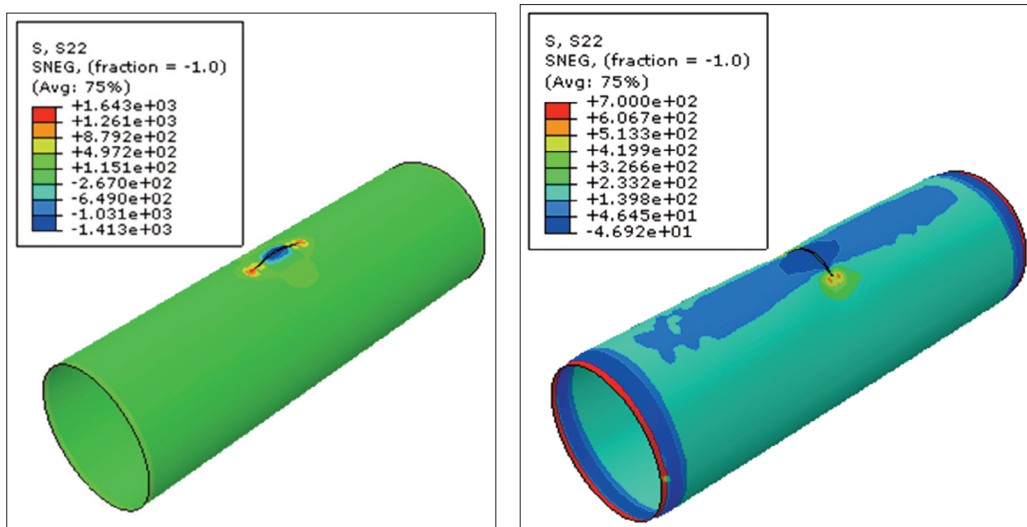 S, S22
SNEG, (fraction = -1.0)
(Avg: 75%)
+1.643e+03
+1.261e+03
+8.792e+02
+4.972e+02
+1.151e+02
-2.670e+02
-6.490e+02
-1.031e+03
-1.413e+03
S, S22
SNEG, (fraction = -1.0)
(Avg: 75%)
+7.000e+02
+6.067e+02
+5.133e+02
+4.199e+02
+3.266e+02
+2.332e+02
+1.398e+02
+4.645e+01
-4.692e+01